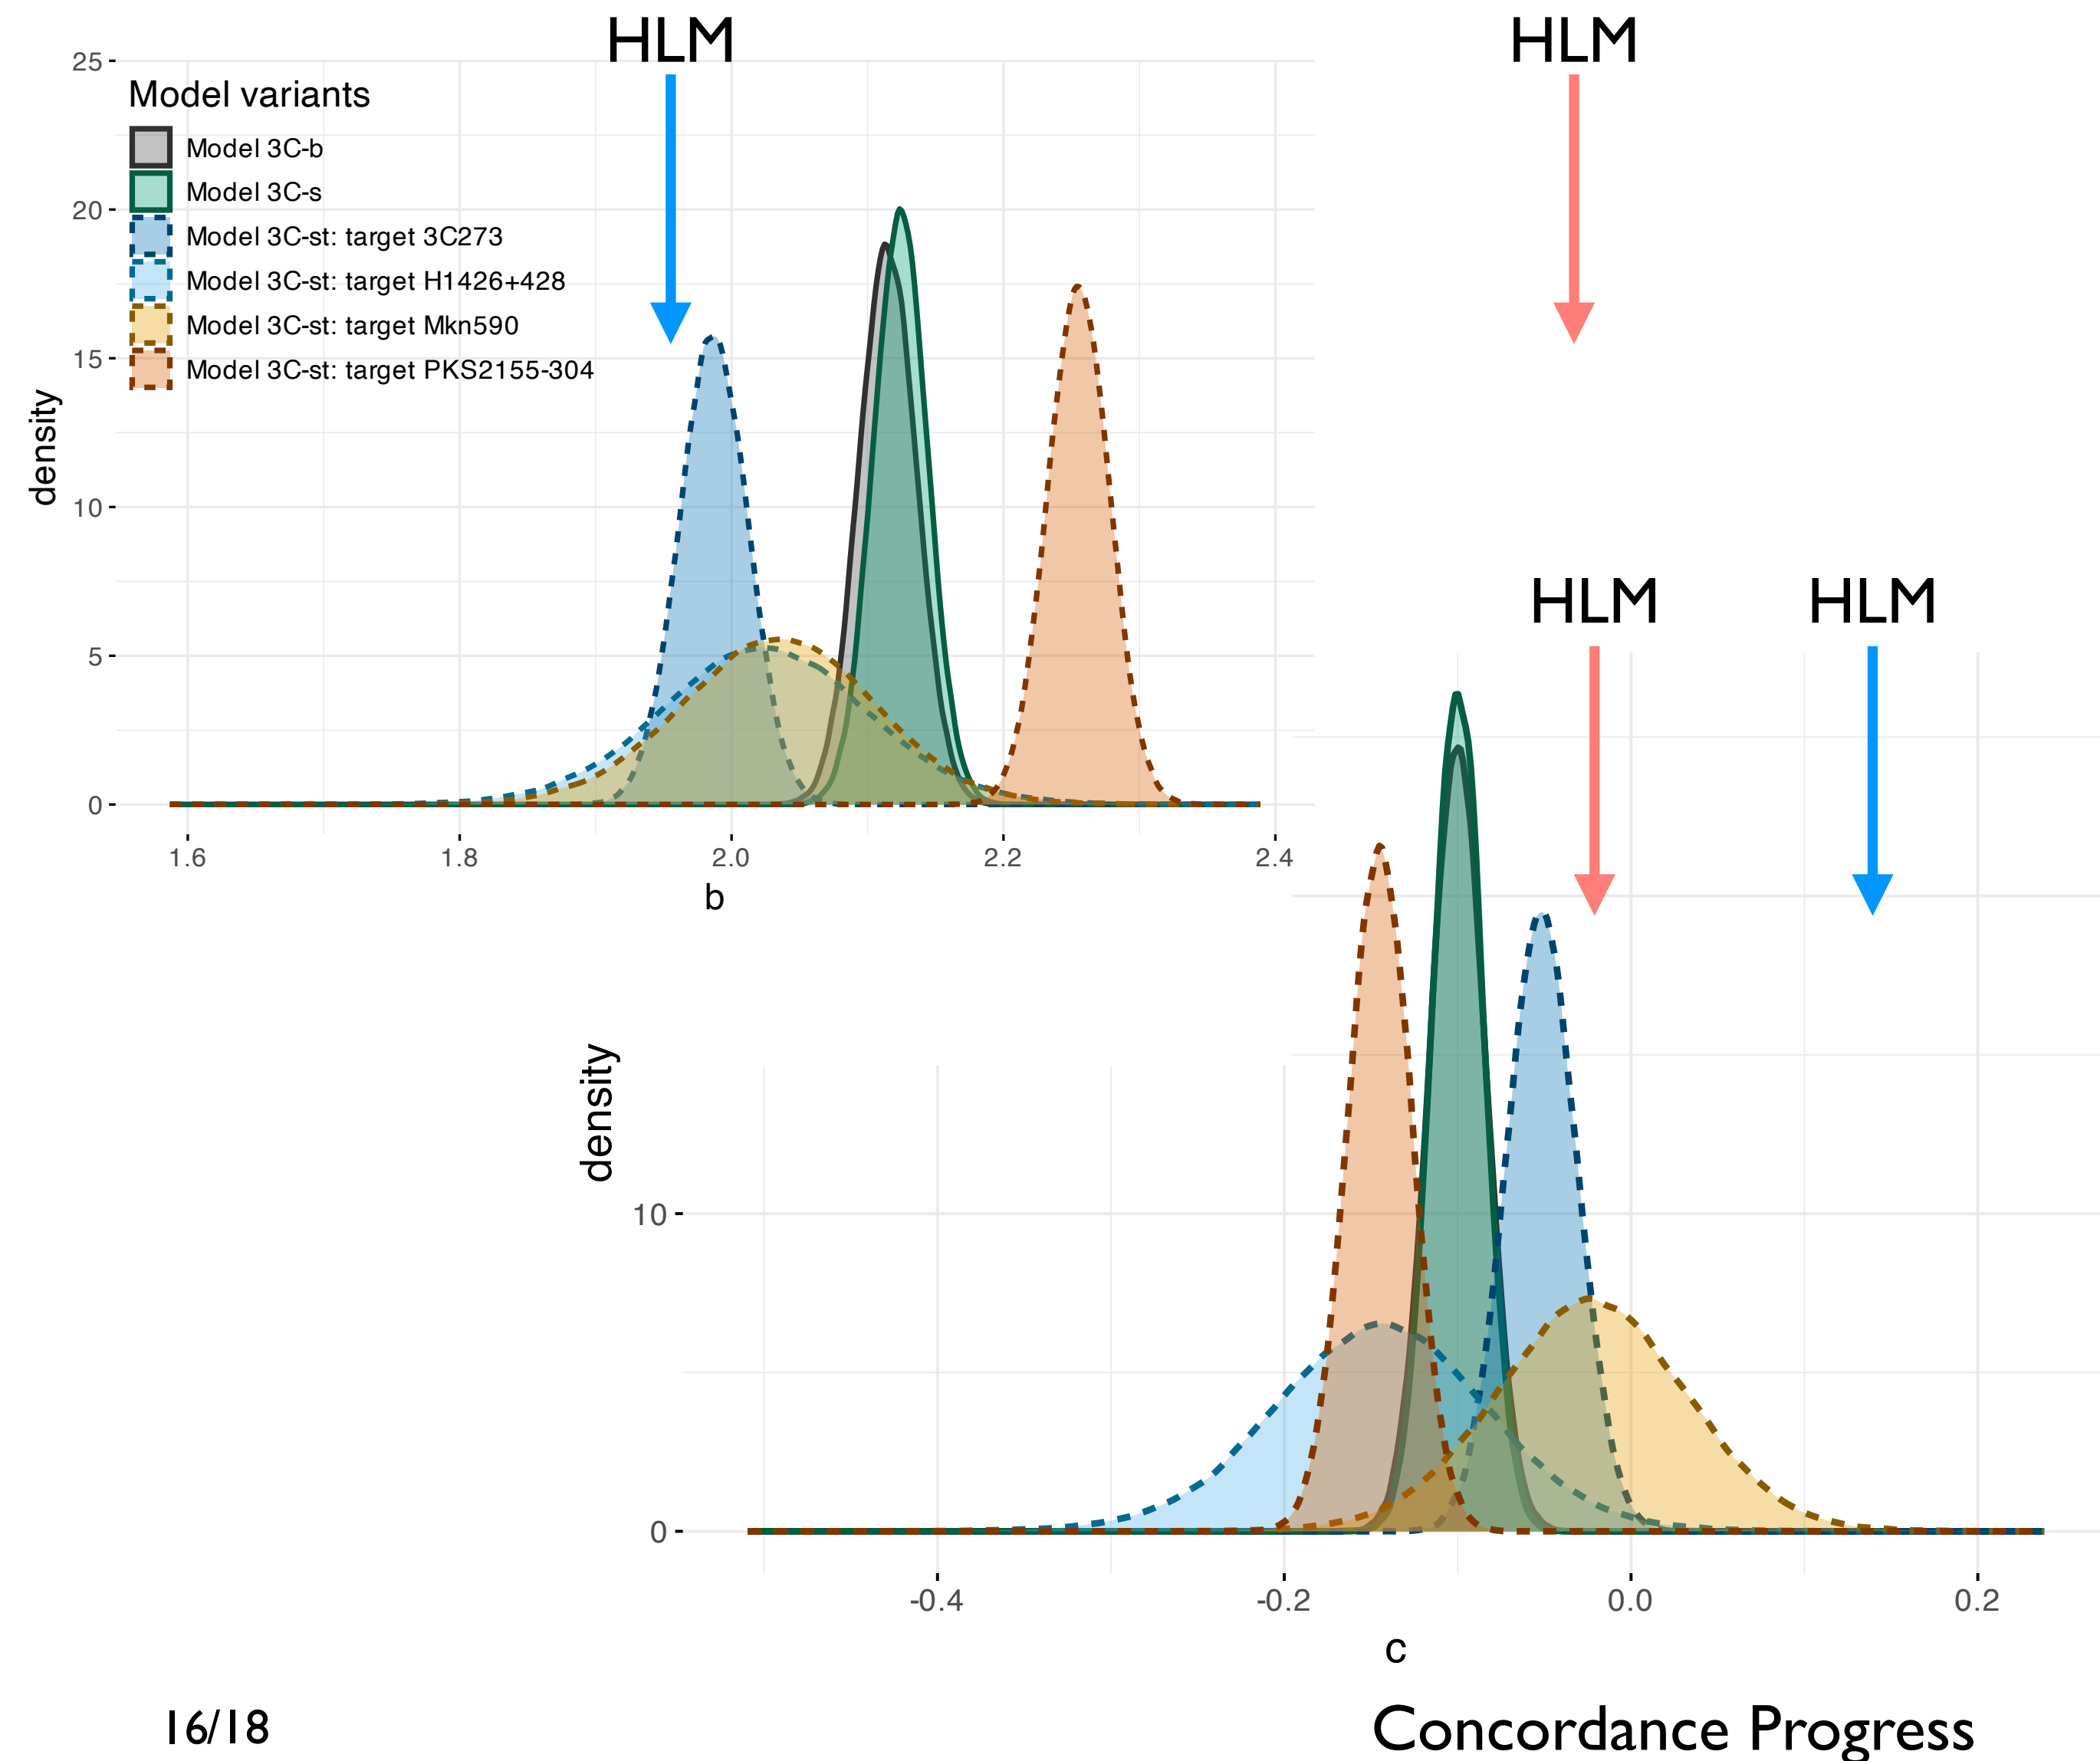 HLM
HLM
25
Model variants
Model 3C-b
Model 3C-s
20
Model 3C-st: target 3C273
Model 3C-st: target H1426+428
Model 3C-st: target Mkn590
Model 3C-st: target PKS2155-304
15
density
10
5
0
1.6
1.8
2.0
2.2
2.4
b
HLM
HLM
density
10
0
-0.4
-0.2
0.0
0.2
c
16/18
Concordance Progress